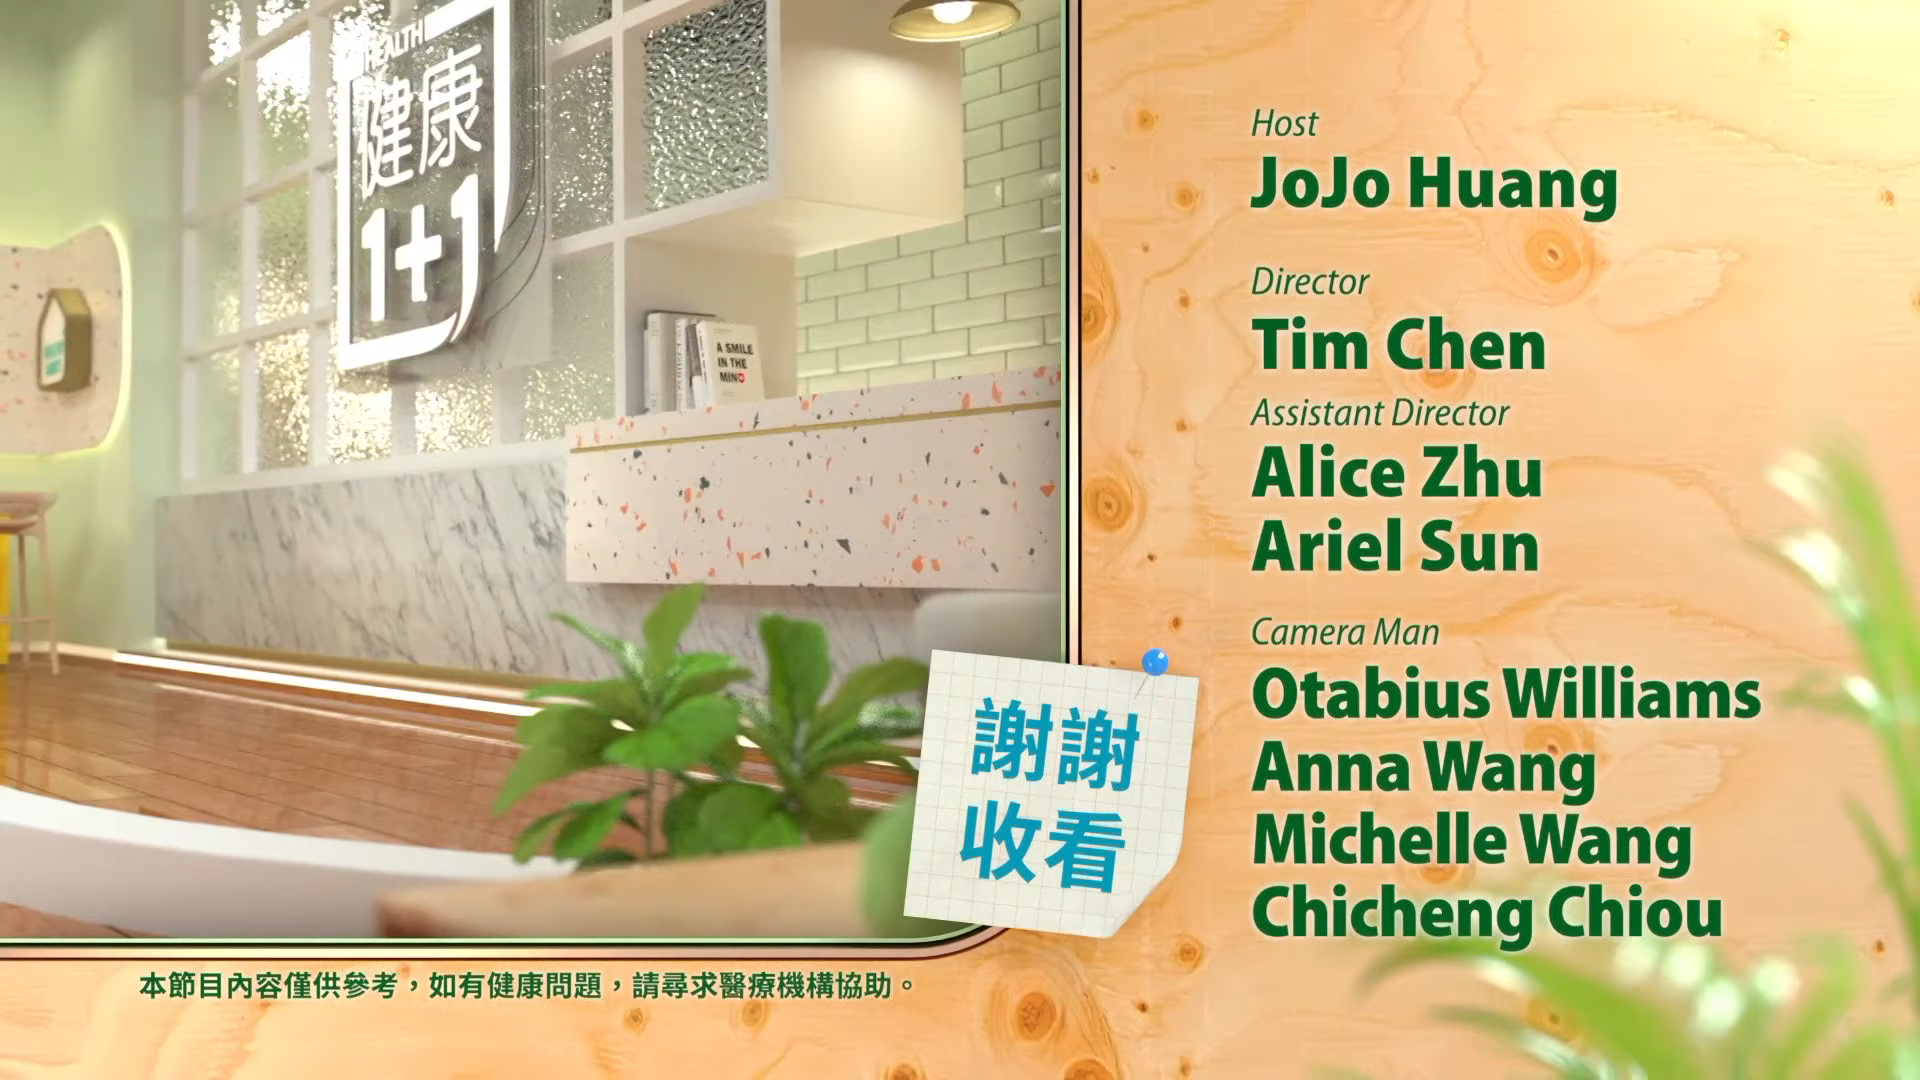 HEALTH
健康
1+1
A SMILE
IN THE
MIND
謝謝
收看
本節目內容僅供參考，如有健康問題，請尋求醫療機構協助。
Host
JoJo Huang
Director
Tim Chen
Assistant Director
Alice Zhu
Ariel Sun
Camera Man
Otabius Williams
Anna Wang
Michelle Wang
Chicheng Chiou